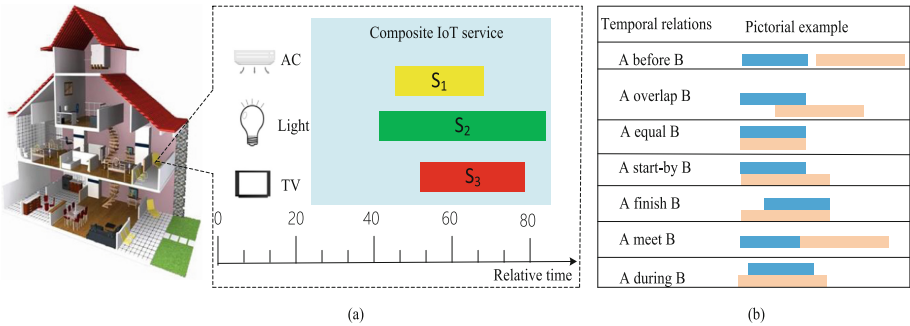 Composite IoT service
AC
S1
Light
S2
TV
S3
0 20 40 60 80
Relative time
(a)
Temporal relations Pictorial example
A before B
A overlap B
A equal B
A start-by B
A finish B
A meet B
A during B
(b)